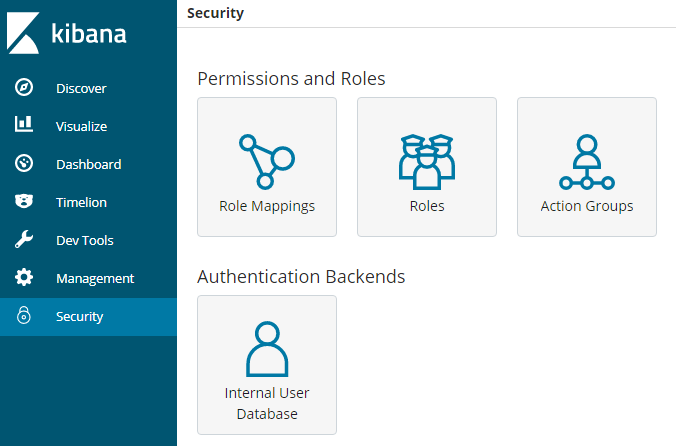 kibana
Discover
Visualize
Dashboard
Timelion
Dev Tools
Management
Security
Security
Permissions and Roles
Role Mappings
Roles
Action Groups
Authentication Backends
Internal User
Database